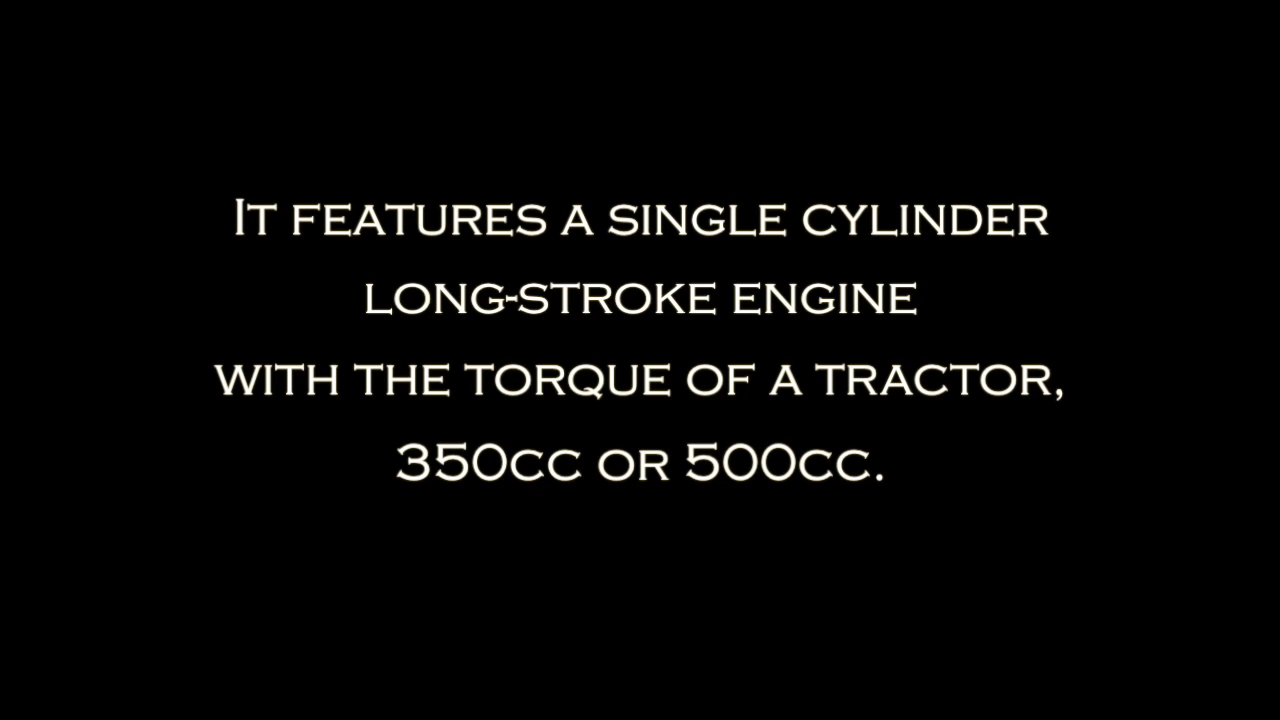 It features a single cylinder
long-stroke engine
with the torque of a tractor,
350cc or 500cc.